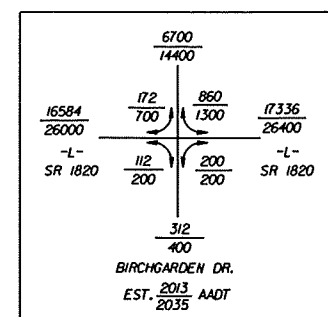 6700
14400
172
700
860
1300
16584
26000
17336
26400
-L-
SR 1820
112
200
200
200
-L-
SR 1820
312
400
BIRCHGARDEN DR.
EST. 2013
2035 AADT